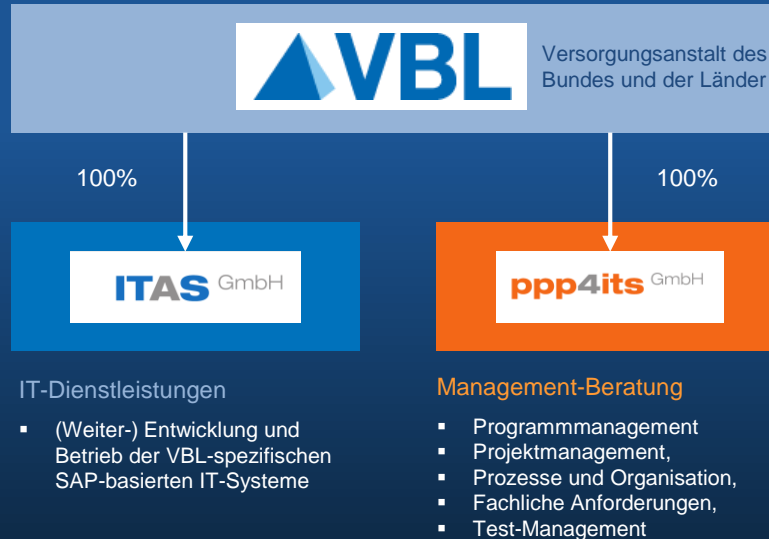 VBL
Versorgungsanstalt des
Bundes und der Länder
100%
100%
ITAS GmbH
ppp4its GmbH
IT-Dienstleistungen
▪ (Weiter-) Entwicklung und
Betrieb der VBL-spezifischen
SAP-basierten IT-Systeme
Management-Beratung
▪ Programmmanagement
▪ Projektmanagement,
▪ Prozesse und Organisation,
▪ Fachliche Anforderungen,
▪ Test-Management